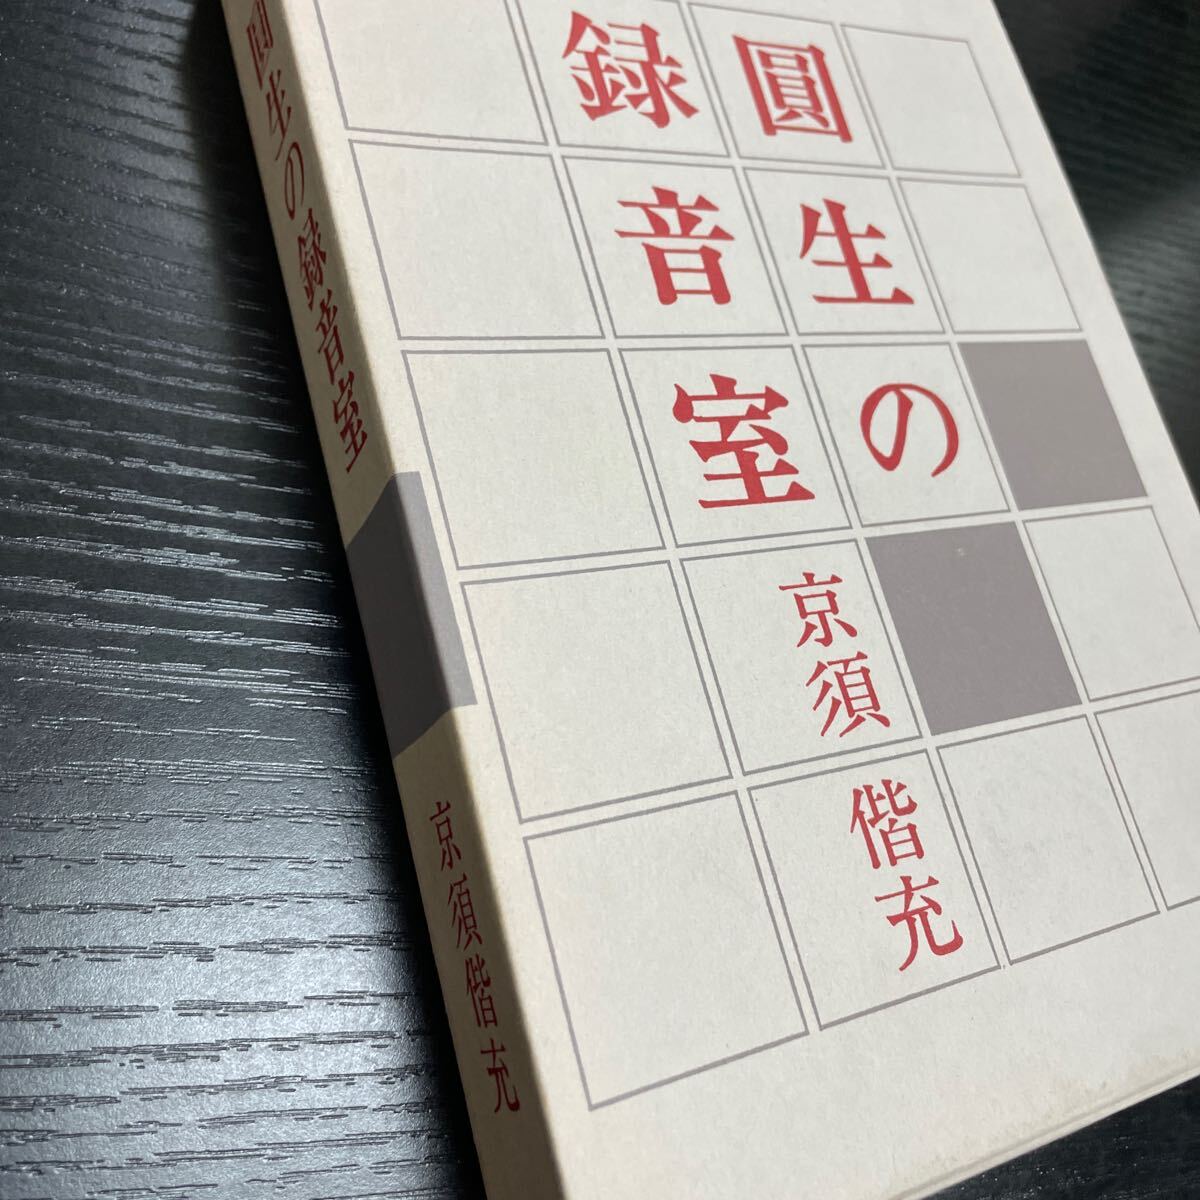 圓生の
録音室
京須
偕充
圓生の録音室
京須偕充